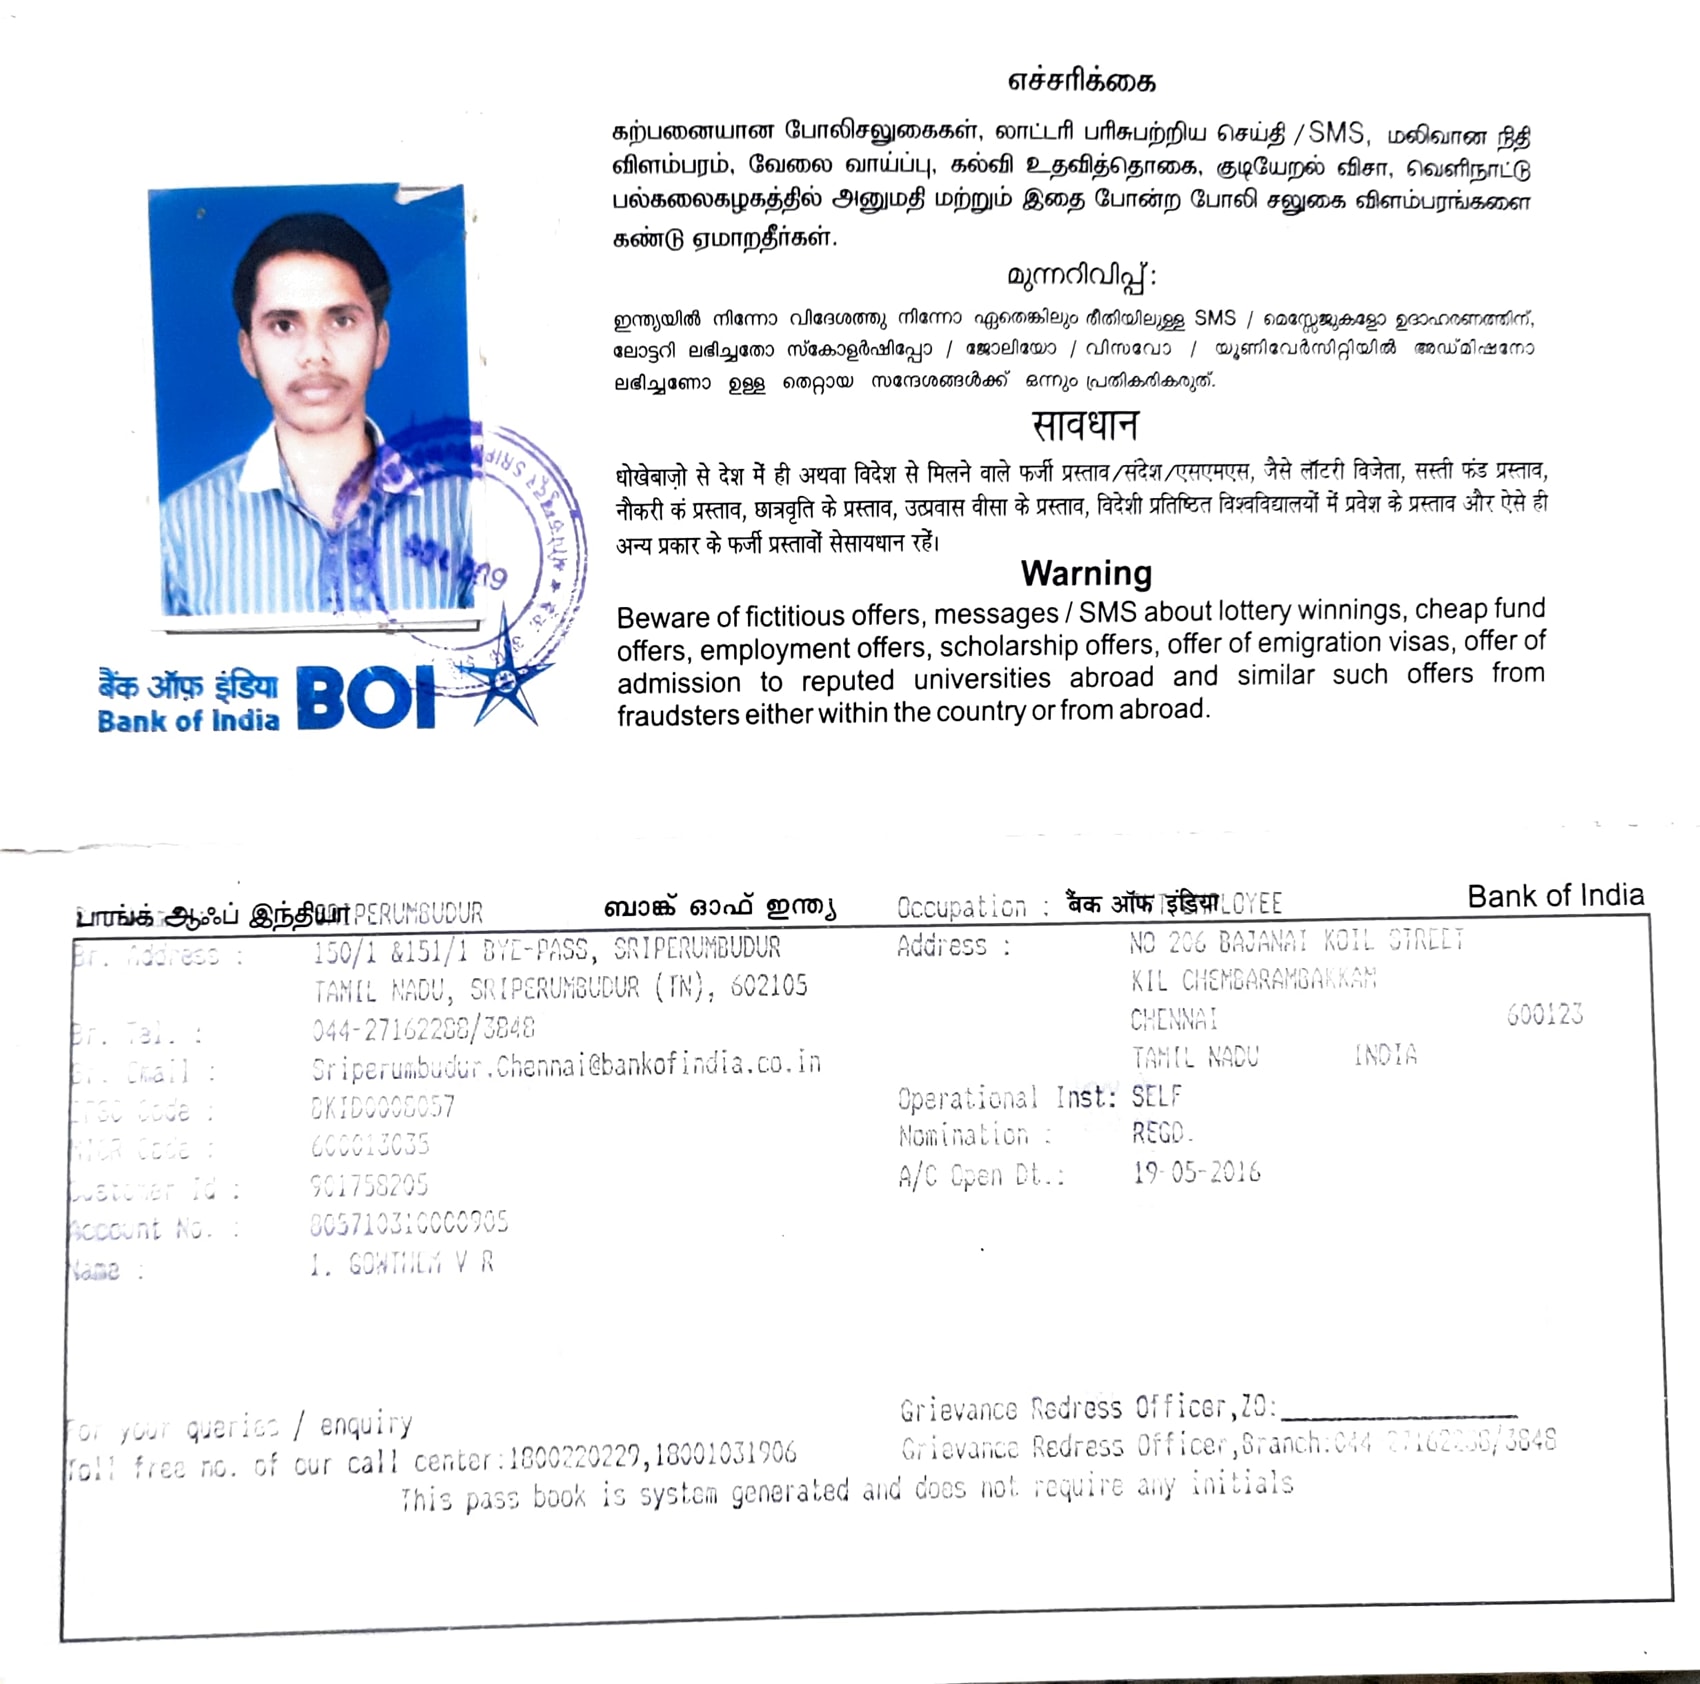 எச்சரிக்கை
கற்பனையான போலிசலுகைகள், லாட்டரி பரிசுபற்றிய செய்தி / SMS, மலிவான நிதி
விளம்பரம், வேலை வாய்ப்பு, கல்வி உதவித்தொகை, குடியேறல் விசா, வெளிநாட்டு
பல்கலைகழகத்தில் அனுமதி மற்றும் இதை போன்ற போலி சலுகை விளம்பரங்களை
கண்டு ஏமாறதீர்கள்.
മുന്നറിവിപ്പ്:
ഇന്ത്യയിൽ നിന്നോ വിദേശത്തു നിന്നോ ഏതെങ്കിലും രീതിയിലുള്ള SMS / മെസ്സേജുകളോ ഉദാഹരണത്തിന്,
ലോട്ടറി ലഭിച്ചതോ സ്കോളർഷിപ്പോ / ജോലിയോ / വിസവോ / യൂണിവേർസിറ്റിയിൽ അഡ്മിഷനോ
ലഭിച്ചണോ ഉള്ള തെറ്റായ സന്ദേശങ്ങൾക്ക് ഒന്നും പ്രതികരികരുത്.
सावधान
धोखेबाज़ो से देश में ही अथवा विदेश से मिलने वाले फर्जी प्रस्ताव/संदेश/एसएमएस, जैसे लॉटरी विजेता, सस्ती फंड प्रस्ताव,
नौकरी कं प्रस्ताव, छात्रवृति के प्रस्ताव, उत्प्रवास वीसा के प्रस्ताव, विदेशी प्रतिष्ठित विश्वविद्यालयों में प्रवेश के प्रस्ताव और ऐसे ही
अन्य प्रकार के फर्जी प्रस्तावों सेसायधान रहें।
Warning
Beware of fictitious offers, messages / SMS about lottery winnings, cheap fund
offers, employment offers, scholarship offers, offer of emigration visas, offer of
admission to reputed universities abroad and similar such offers from
fraudsters either within the country or from abroad.
बैंक ऑफ़ इंडिया BOI
Bank of India
பாங்க் ஆஃப் இந்தியா ബാങ്ക് ഓഫ് ഇന്ത്യ बैंक ऑफ इंडिया Bank of India
SRIPERUMBUDUR Occupation :
Br. Address : 150/1 &151/1 BYE-PASS, SRIPERUMBUDUR Address : NO 206 BAJANAI KOIL STREET
TAMIL NADU, SRIPERUMBUDUR (TN), 602105 KIL CHEMBARAMBAKKAM
Br. Tel. : 044-27162288/3848 CHENNAI 600123
Br. Email : Sriperumbudur.Chennai@bankofindia.co.in TAMIL NADU INDIA
IFSC Code : BKID0008057 Operational Inst: SELF
MICR Code : 600013035 Nomination : REGD.
Customer Id : 901758205 A/C Open Dt.: 19-05-2016
Account No. : 805710310000905
Name : 1. GOWTHEM V R
For your queries / enquiry Grievance Redress Officer,ZO:
Toll free no. of our call center:1800220229,18001031906 Grievance Redress Officer,Branch:044 27162288/3848
This pass book is system generated and does not require any initials